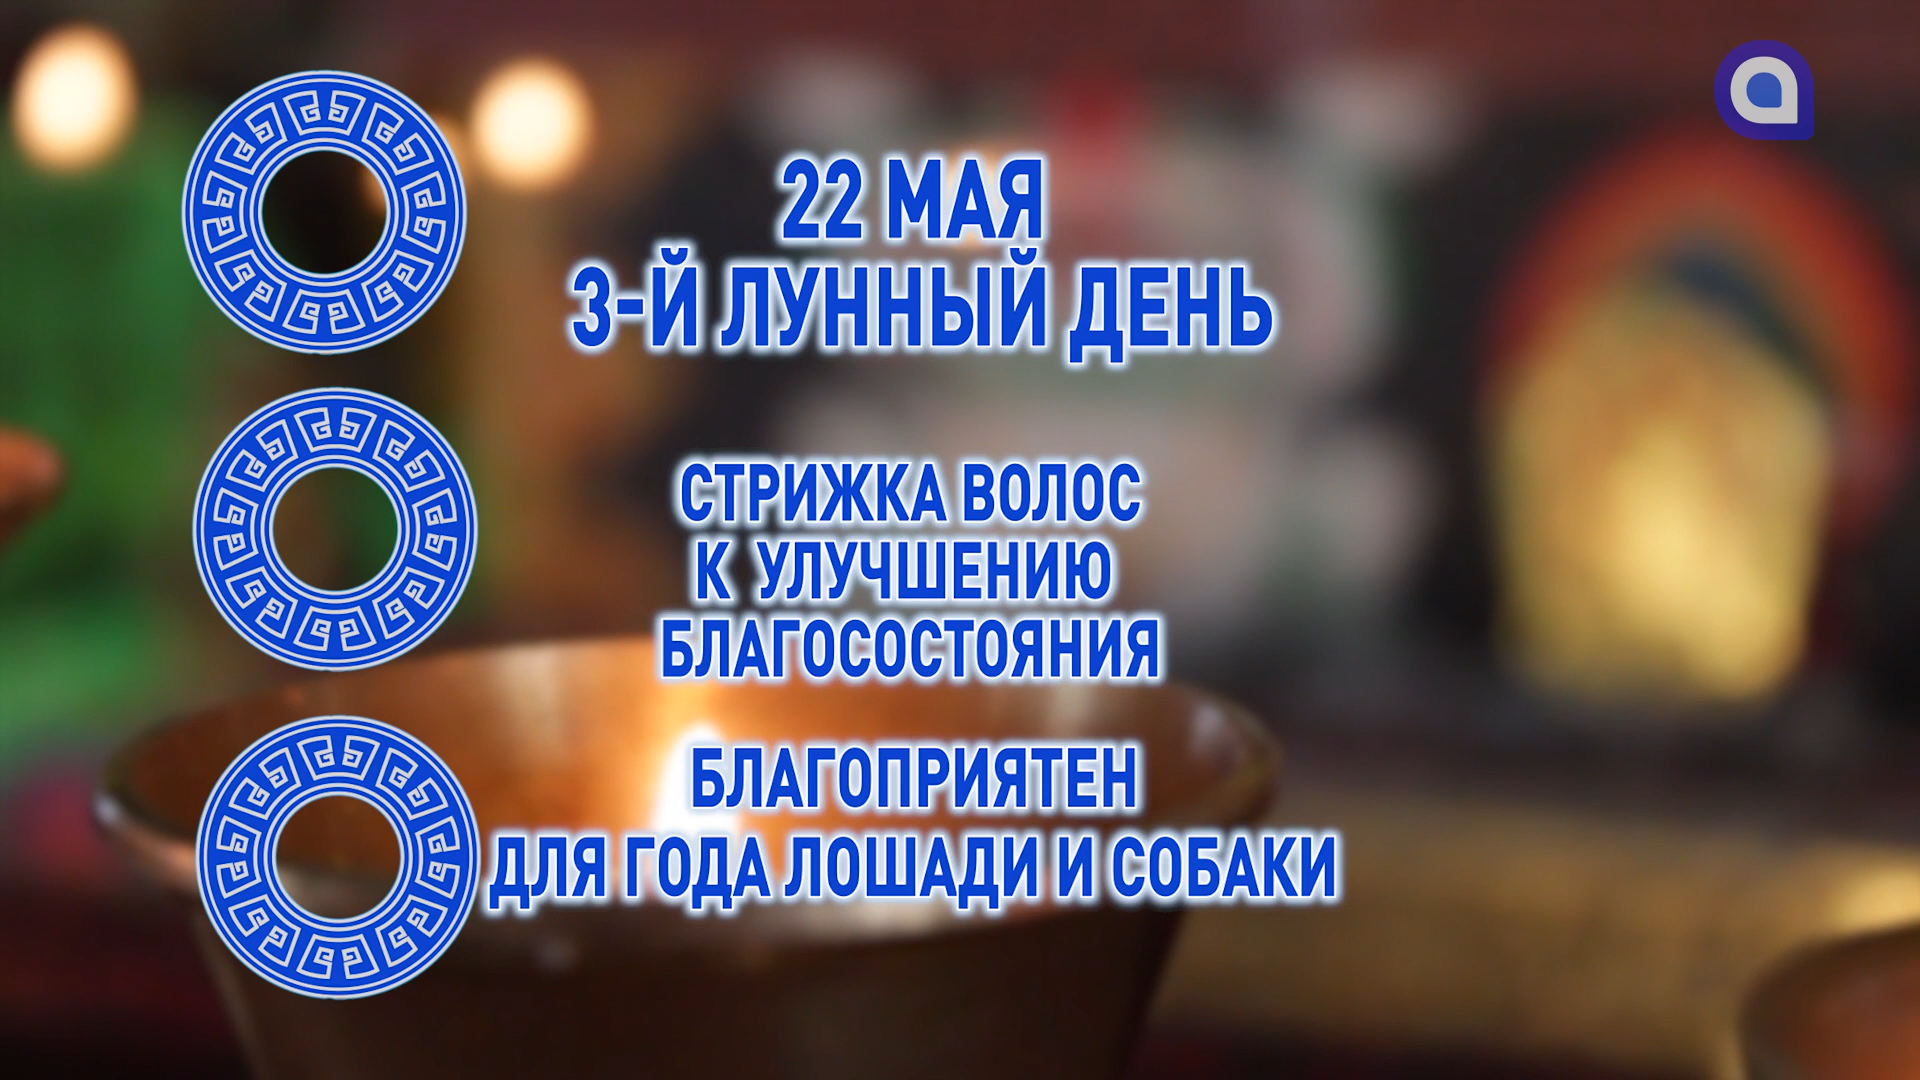 22 МАЯ
3-Й ЛУННЫЙ ДЕНЬ
СТРИЖКА ВОЛОС
К УЛУЧШЕНИЮ
БЛАГОСОСТОЯНИЯ
БЛАГОПРИЯТЕН
ДЛЯ ГОДА ЛОШАДИ И СОБАКИ